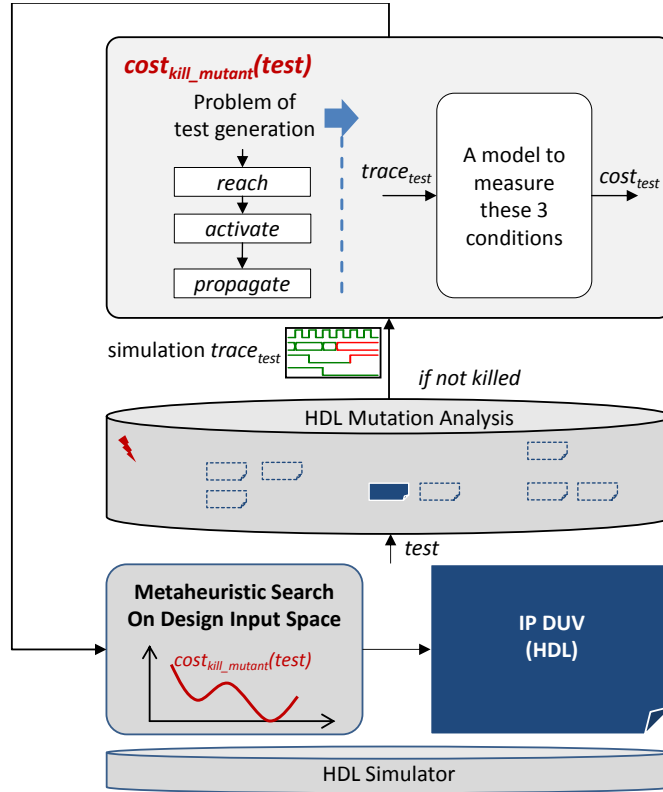 cost_kill_mutant(test)
Problem of
test generation
reach
activate
propagate
trace_test
A model to
measure
these 3
conditions
cost_test
simulation trace_test
if not killed
HDL Mutation Analysis
test
Metaheuristic Search
On Design Input Space
cost_kill_mutant(test)
IP DUV
(HDL)
HDL Simulator